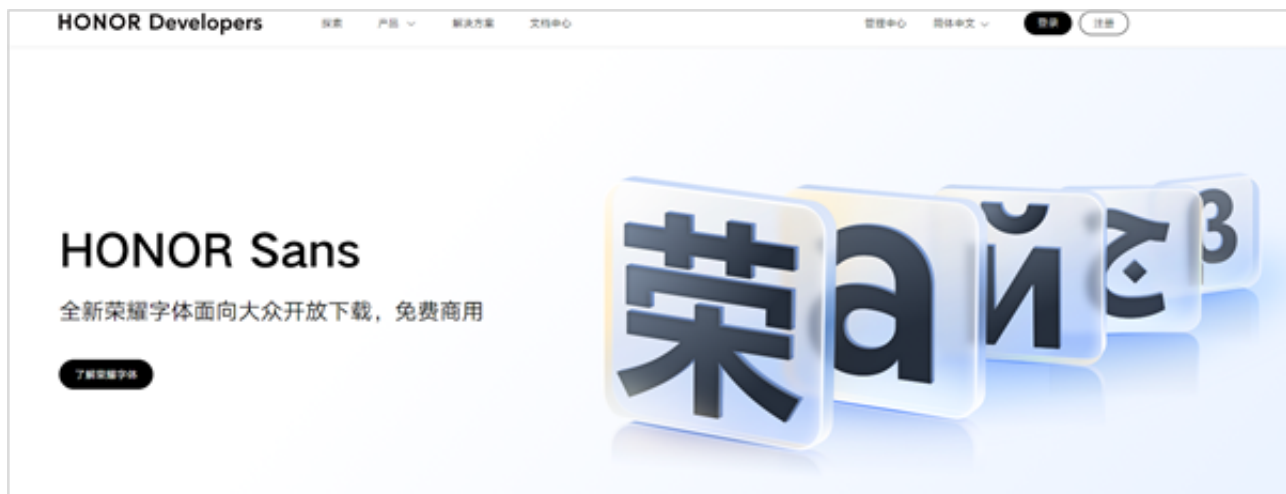 HONOR Developers 探索 产品 解决方案 文档中心 管理中心 简体中文 登录 注册
HONOR Sans
全新荣耀字体面向大众开放下载，免费商用
了解荣耀字体
荣 a й ج 3